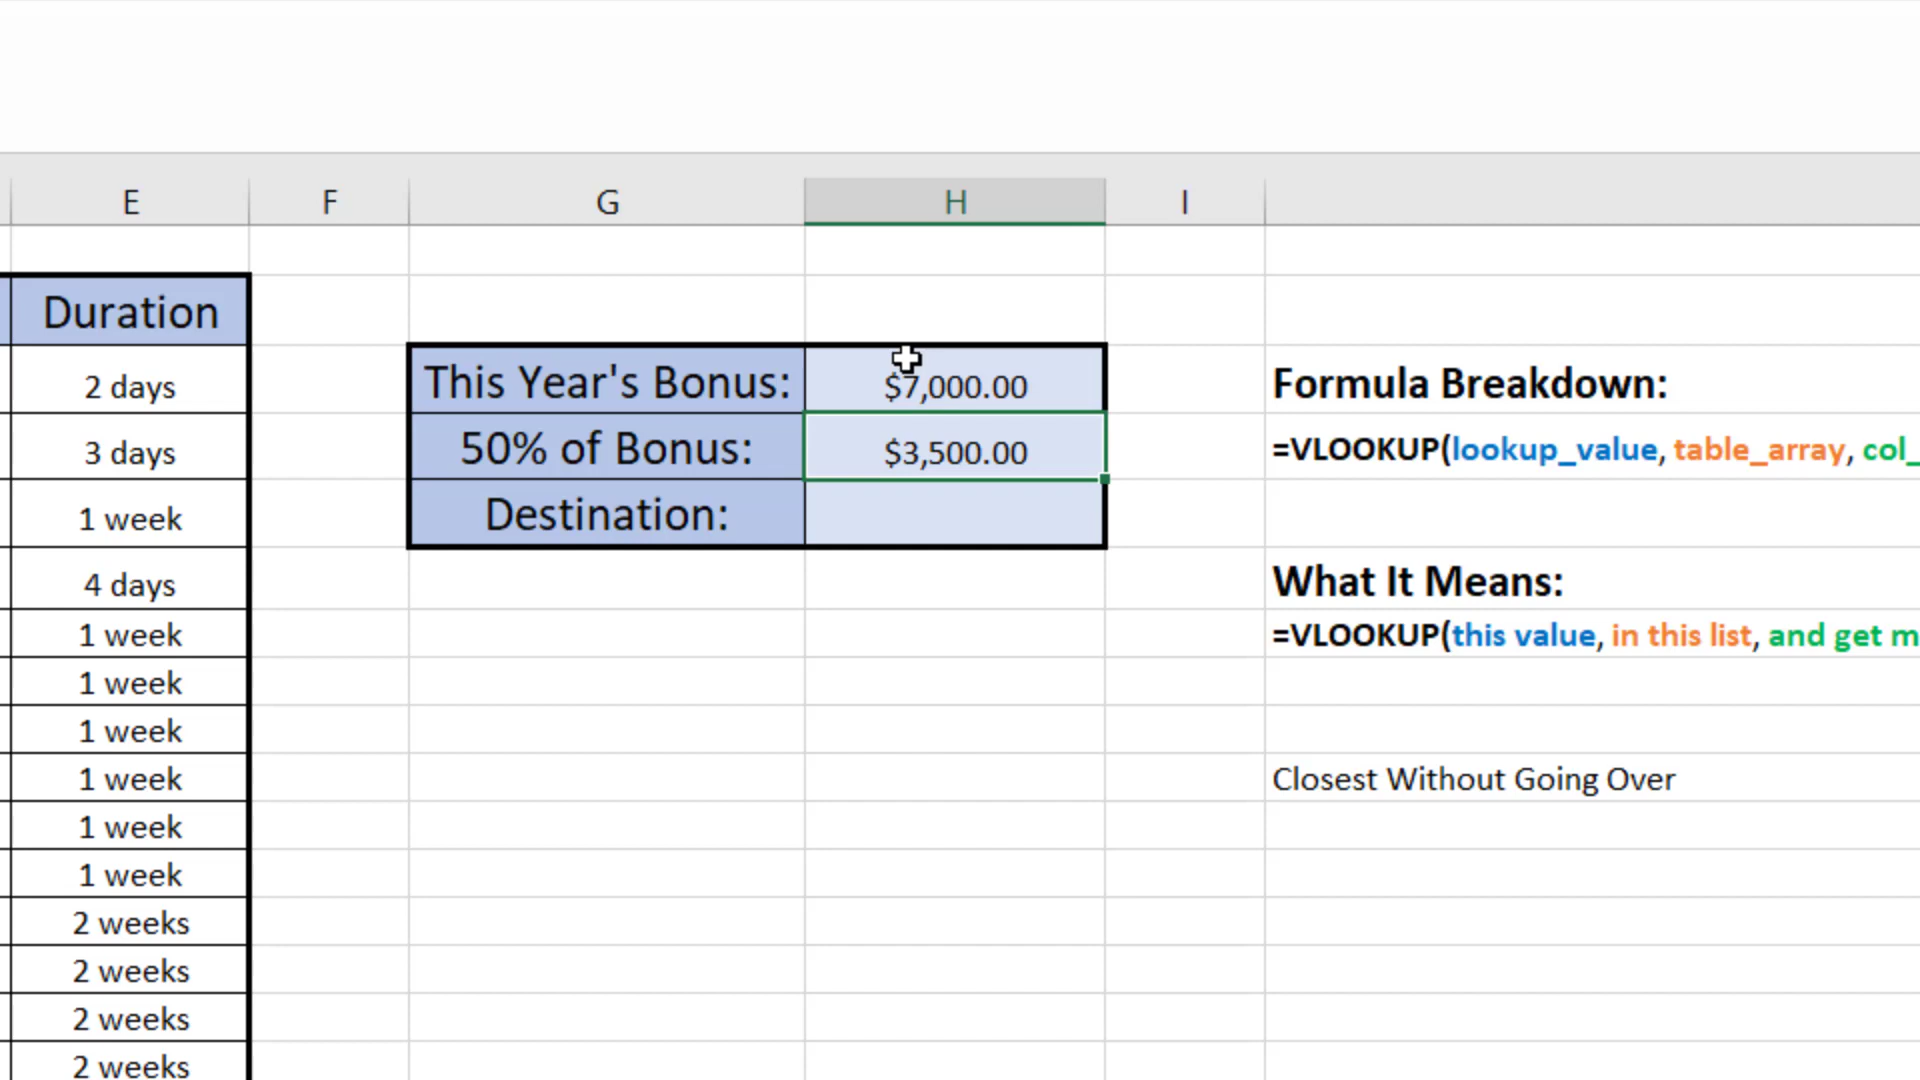 E F G H I
Duration
2 days
3 days
1 week
4 days
1 week
1 week
1 week
1 week
1 week
1 week
2 weeks
2 weeks
2 weeks
2 weeks
This Year's Bonus: $7,000.00
50% of Bonus: $3,500.00
Destination:
Formula Breakdown:
=VLOOKUP(lookup_value, table_array, col_
What It Means:
=VLOOKUP(this value, in this list, and get m
Closest Without Going Over